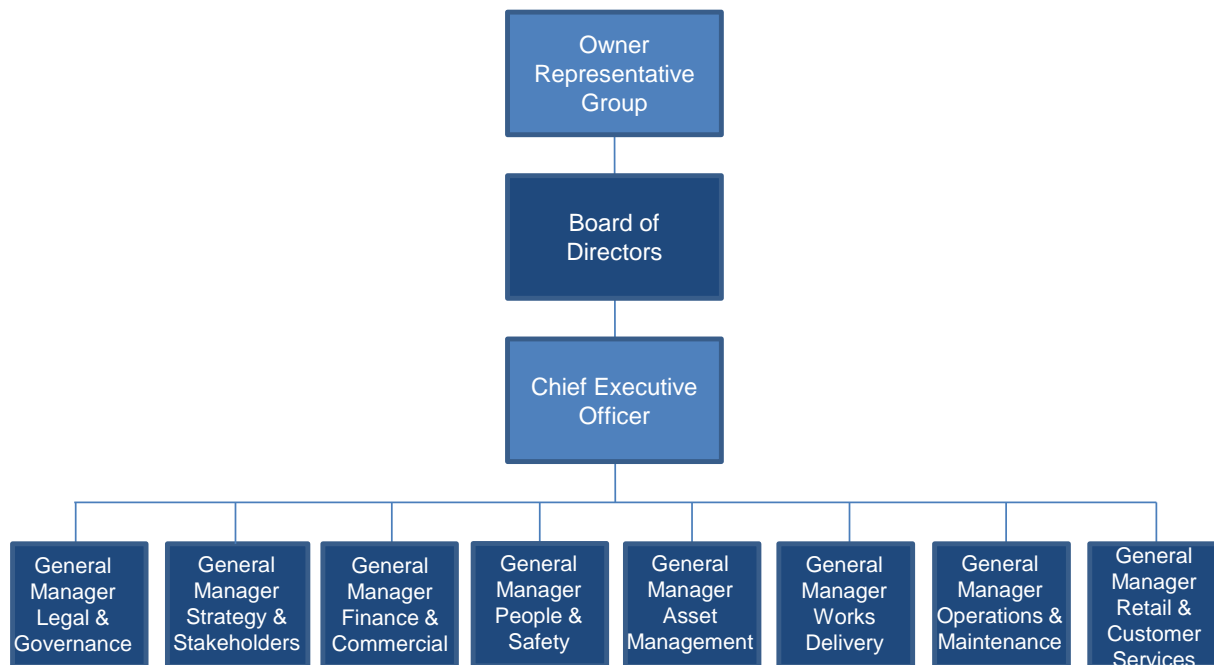 Owner
Representative
Group
Board of
Directors
Chief Executive
Officer
General
Manager
Legal &
Governance
General
Manager
Strategy &
Stakeholders
General
Manager
Finance &
Commercial
General
Manager
People &
Safety
General
Manager
Asset
Management
General
Manager
Works
Delivery
General
Manager
Operations &
Maintenance
General
Manager
Retail &
Customer
Services